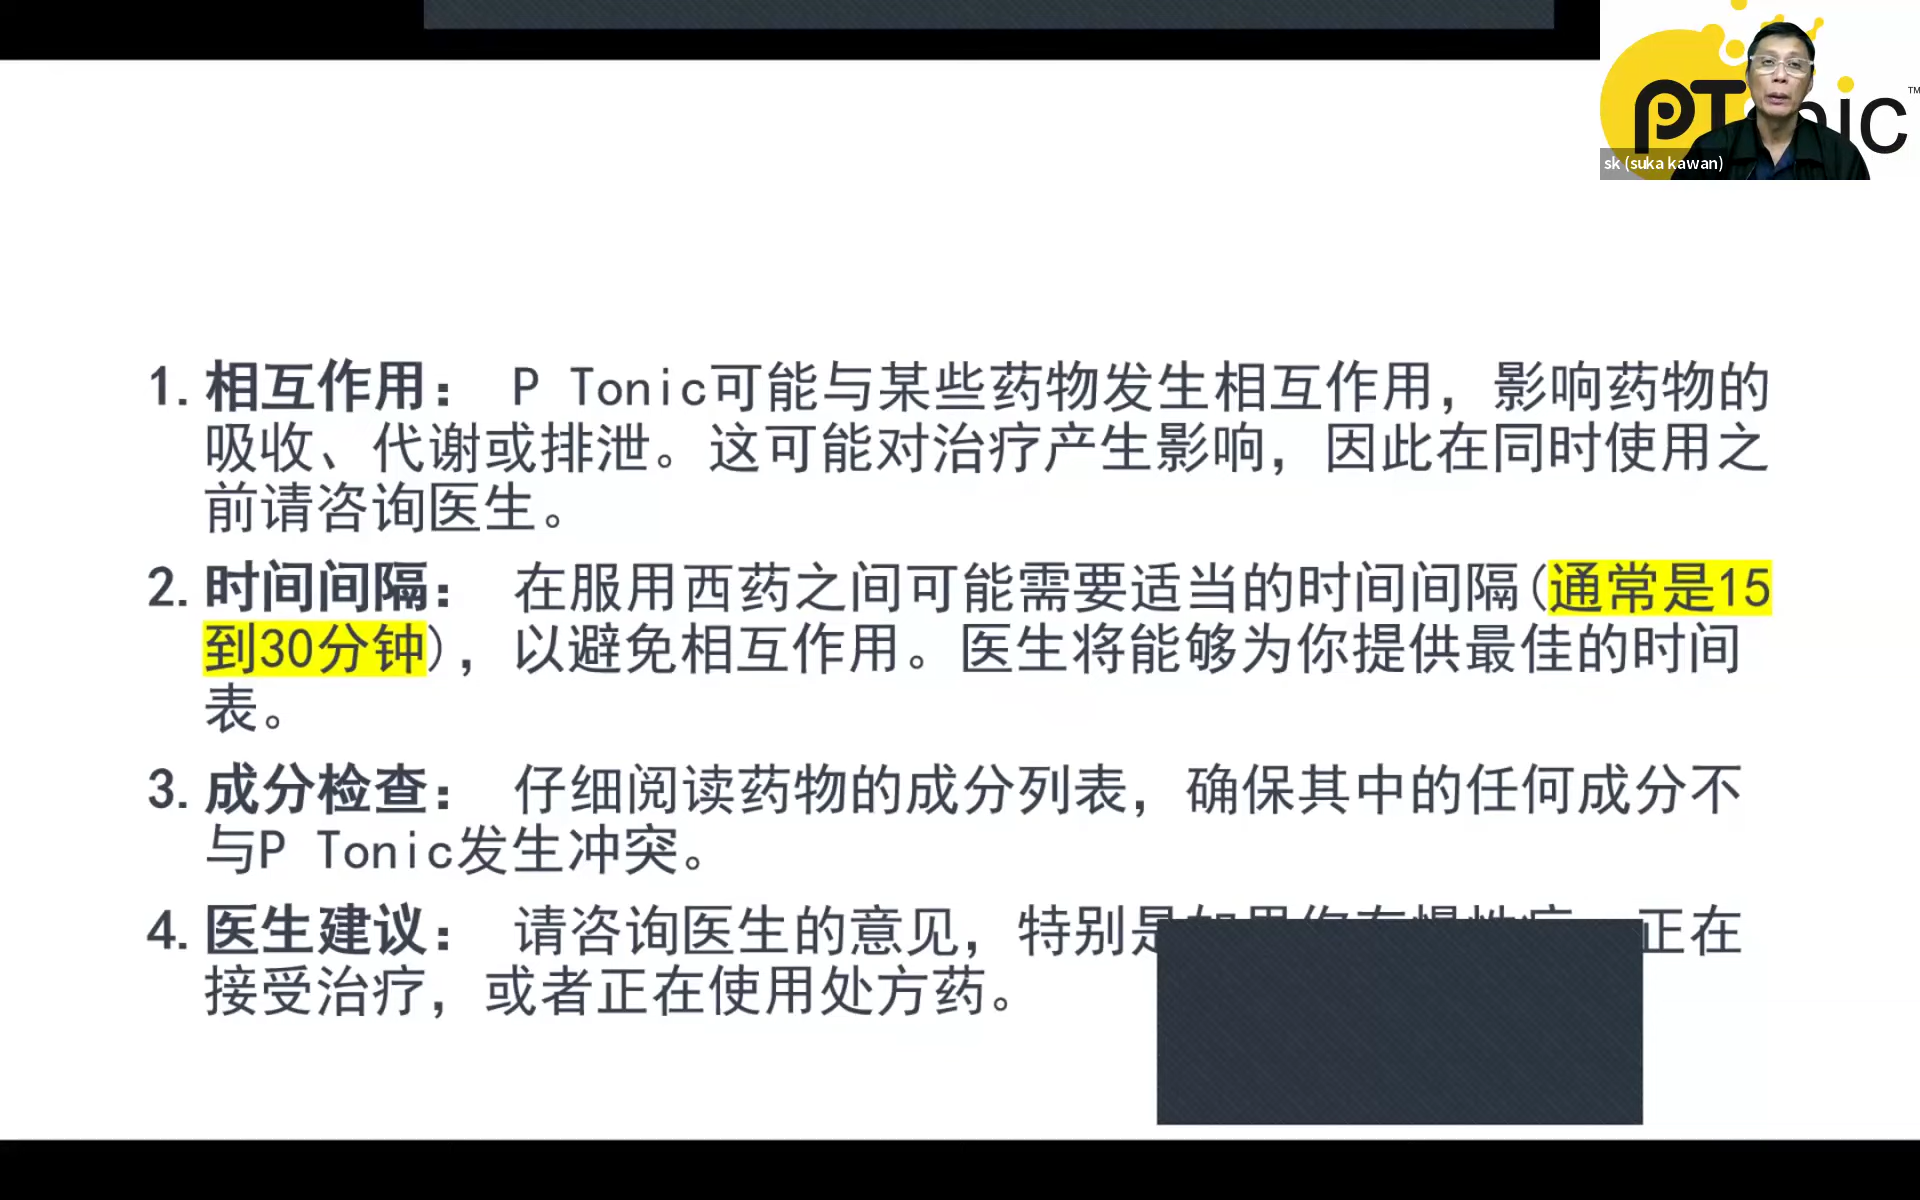 PTonic™
sk (suka kawan)
1. 相互作用： P Tonic可能与某些药物发生相互作用，影响药物的
吸收、代谢或排泄。这可能对治疗产生影响，因此在同时使用之
前请咨询医生。
2. 时间间隔： 在服用西药之间可能需要适当的时间间隔(通常是15
到30分钟)，以避免相互作用。医生将能够为你提供最佳的时间
表。
3. 成分检查： 仔细阅读药物的成分列表，确保其中的任何成分不
与P Tonic发生冲突。
4. 医生建议： 请咨询医生的意见，特别是 正在
接受治疗，或者正在使用处方药。